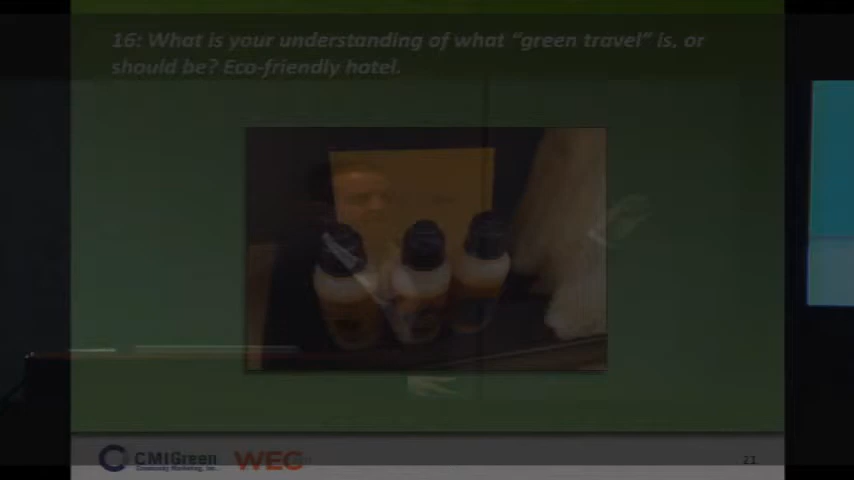 16: What is your understanding of what “green travel” is, or
should be? Eco-friendly hotel.
CMIGreen
Community Marketing, Inc.
WEC
21